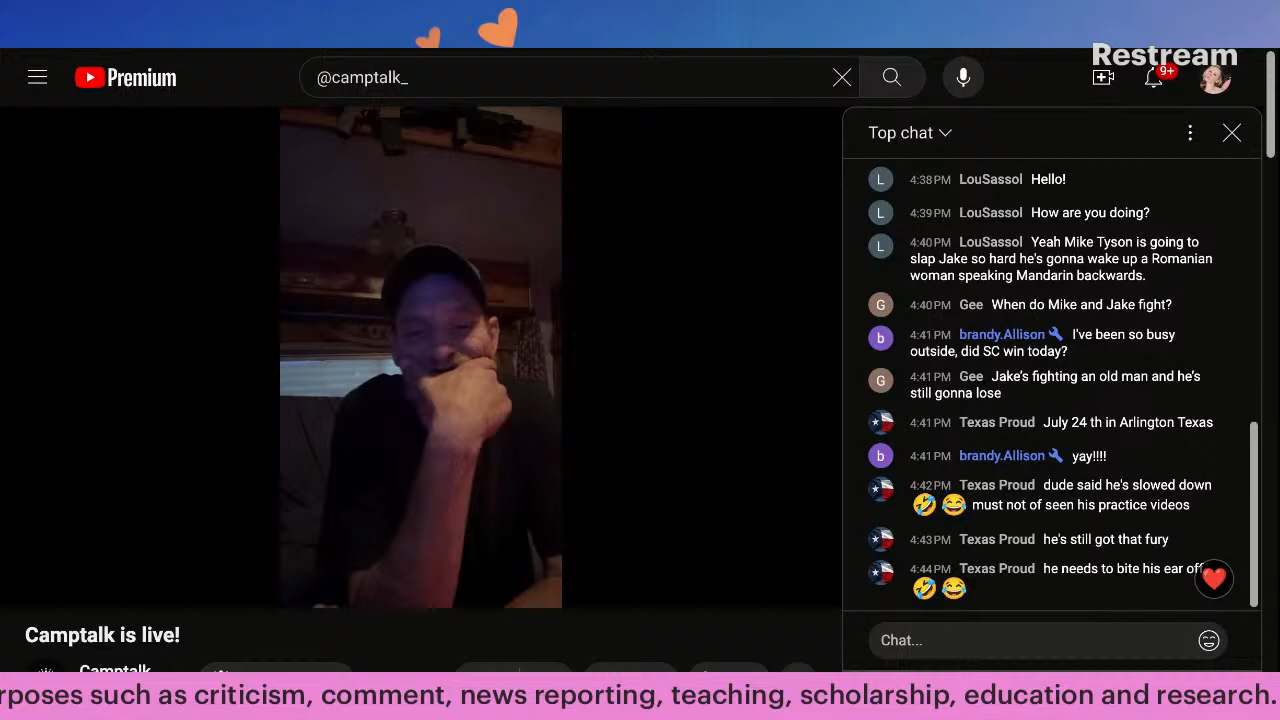 Restream
Premium
@camptalk_
9+
Top chat
L 4:38 PM LouSassol Hello!
L 4:39 PM LouSassol How are you doing?
L 4:40 PM LouSassol Yeah Mike Tyson is going to
slap Jake so hard he's gonna wake up a Romanian
woman speaking Mandarin backwards.
G 4:40 PM Gee When do Mike and Jake fight?
b 4:41 PM brandy.Allison I've been so busy
outside, did SC win today?
G 4:41 PM Gee Jake's fighting an old man and he's
still gonna lose
4:41 PM Texas Proud July 24 th in Arlington Texas
b 4:41 PM brandy.Allison yay!!!!
4:42 PM Texas Proud dude said he's slowed down
🤣 😂 must not of seen his practice videos
4:43 PM Texas Proud he's still got that fury
4:44 PM Texas Proud he needs to bite his ear off
🤣 😂
Chat...
Camptalk is live!
Camptalk
rposes such as criticism, comment, news reporting, teaching, scholarship, education and research.